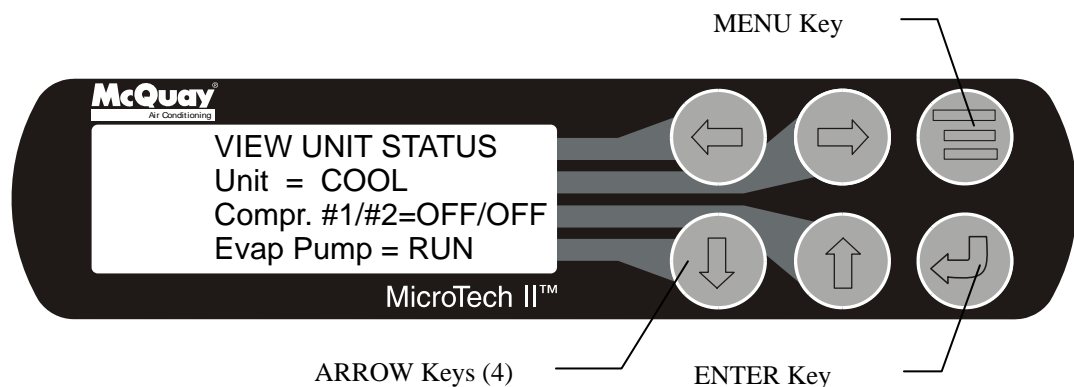 MENU Key
McQuay®
Air Conditioning
VIEW UNIT STATUS
Unit = COOL
Compr. #1/#2=OFF/OFF
Evap Pump = RUN
MicroTech II™
ARROW Keys (4)
ENTER Key